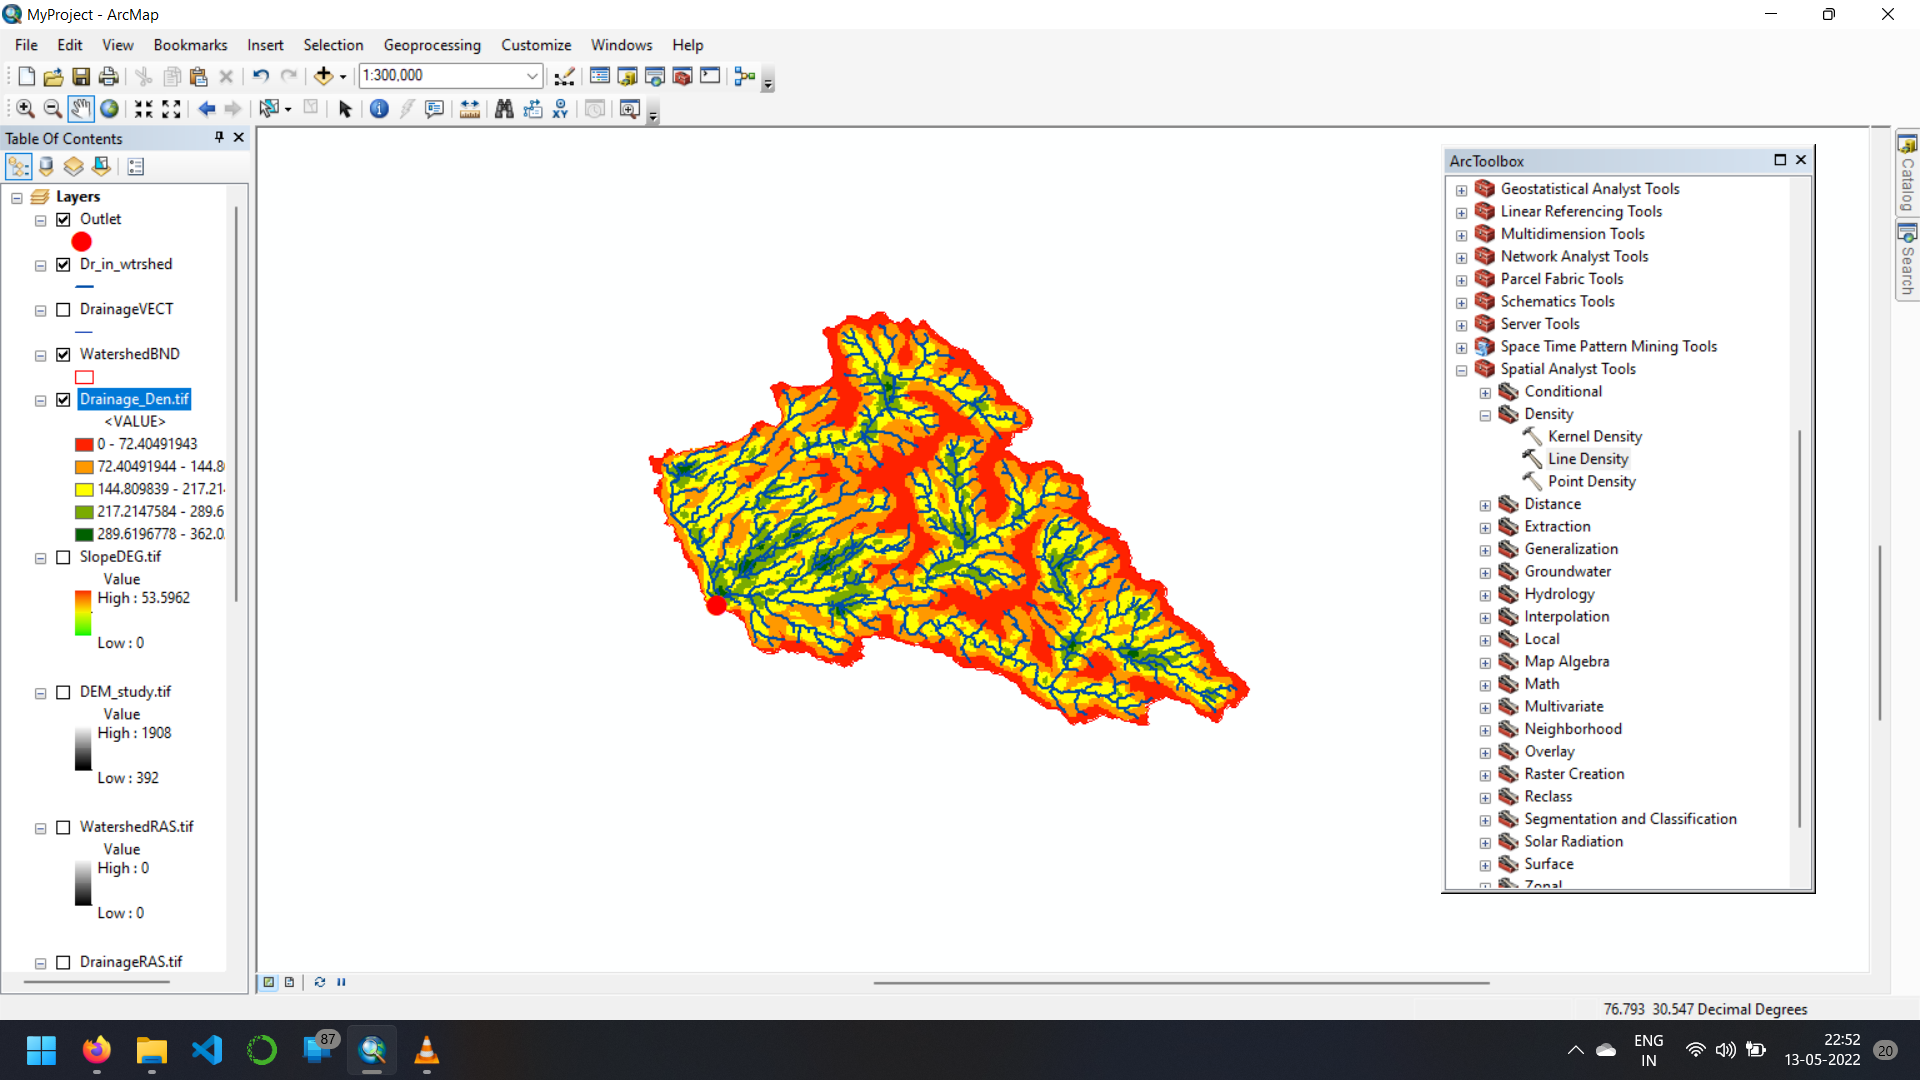 MyProject - ArcMap
File Edit View Bookmarks Insert Selection Geoprocessing Customize Windows Help
1:300,000
XY
Table Of Contents
Layers
Outlet
Dr_in_wtrshed
DrainageVECT
WatershedBND
Drainage_Den.tif
<VALUE>
0 - 72.40491943
72.40491944 - 144.8
144.809839 - 217.21
217.2147584 - 289.6
289.6196778 - 362.0
SlopeDEG.tif
Value
High : 53.5962
Low : 0
DEM_study.tif
Value
High : 1908
Low : 392
WatershedRAS.tif
Value
High : 0
Low : 0
DrainageRAS.tif
ArcToolbox
Geostatistical Analyst Tools
Linear Referencing Tools
Multidimension Tools
Network Analyst Tools
Parcel Fabric Tools
Schematics Tools
Server Tools
Space Time Pattern Mining Tools
Spatial Analyst Tools
Conditional
Density
Kernel Density
Line Density
Point Density
Distance
Extraction
Generalization
Groundwater
Hydrology
Interpolation
Local
Map Algebra
Math
Multivariate
Neighborhood
Overlay
Raster Creation
Reclass
Segmentation and Classification
Solar Radiation
Surface
Zonal
Catalog
Search
76.793 30.547 Decimal Degrees
87
ENG
IN
22:52
13-05-2022
20